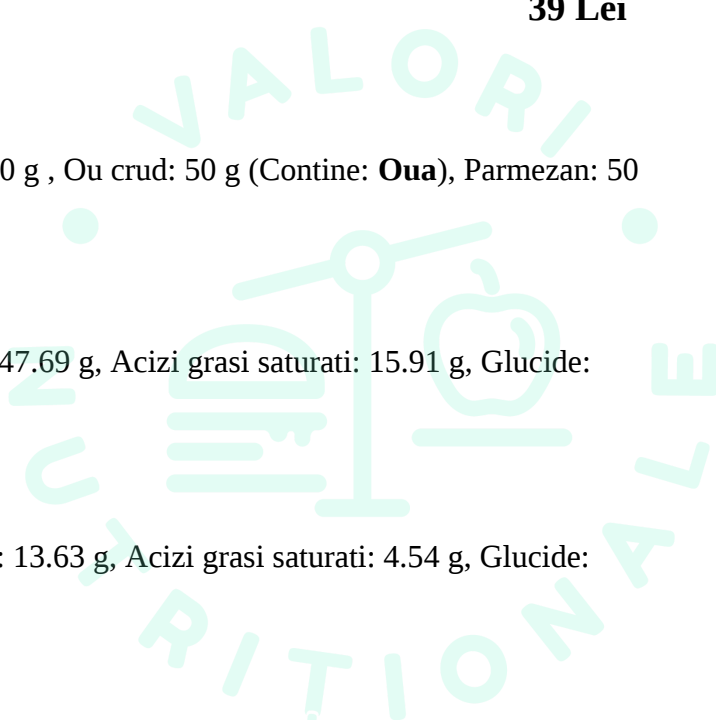 39 Lei
VALORI
0 g , Ou crud: 50 g (Contine: Oua), Parmezan: 50
47.69 g, Acizi grasi saturati: 15.91 g, Glucide:
: 13.63 g, Acizi grasi saturati: 4.54 g, Glucide:
NUTRITIONALE